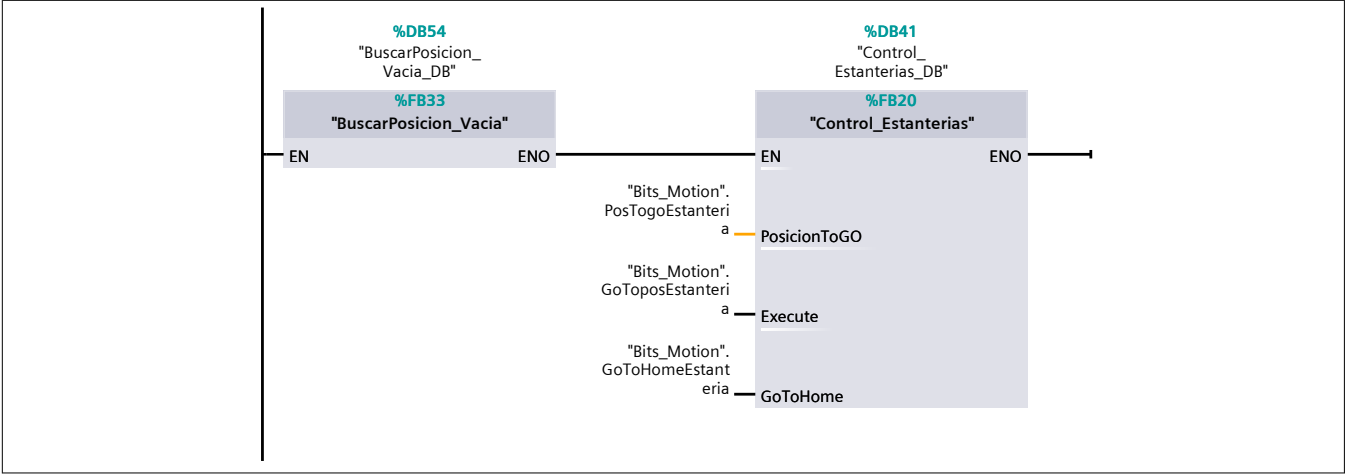 %DB54
"BuscarPosicion_
Vacia_DB"
%FB33
"BuscarPosicion_Vacia"
EN
ENO
%DB41
"Control_
Estanterias_DB"
%FB20
"Control_Estanterias"
EN
ENO
"Bits_Motion".
PosTogoEstanteri
a
PosicionToGO
"Bits_Motion".
GoToposEstanteri
a
Execute
"Bits_Motion".
GoToHomeEstant
eria
GoToHome